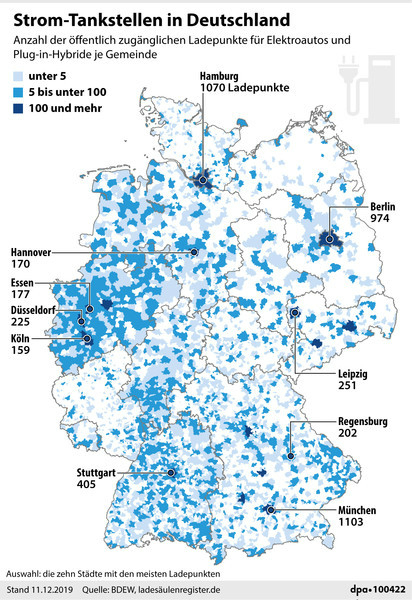 Strom-Tankstellen in Deutschland
Anzahl der öffentlich zugänglichen Ladepunkte für Elektroautos und
Plug-in-Hybride je Gemeinde
unter 5
5 bis unter 100
100 und mehr
Hamburg
1070 Ladepunkte
Berlin
974
Hannover
170
Essen
177
Düsseldorf
225
Köln
159
Leipzig
251
Regensburg
202
Stuttgart
405
München
1103
Auswahl: die zehn Städte mit den meisten Ladepunkten
Stand 11.12.2019 Quelle: BDEW, ladesäulenregister.de
dpa•100422